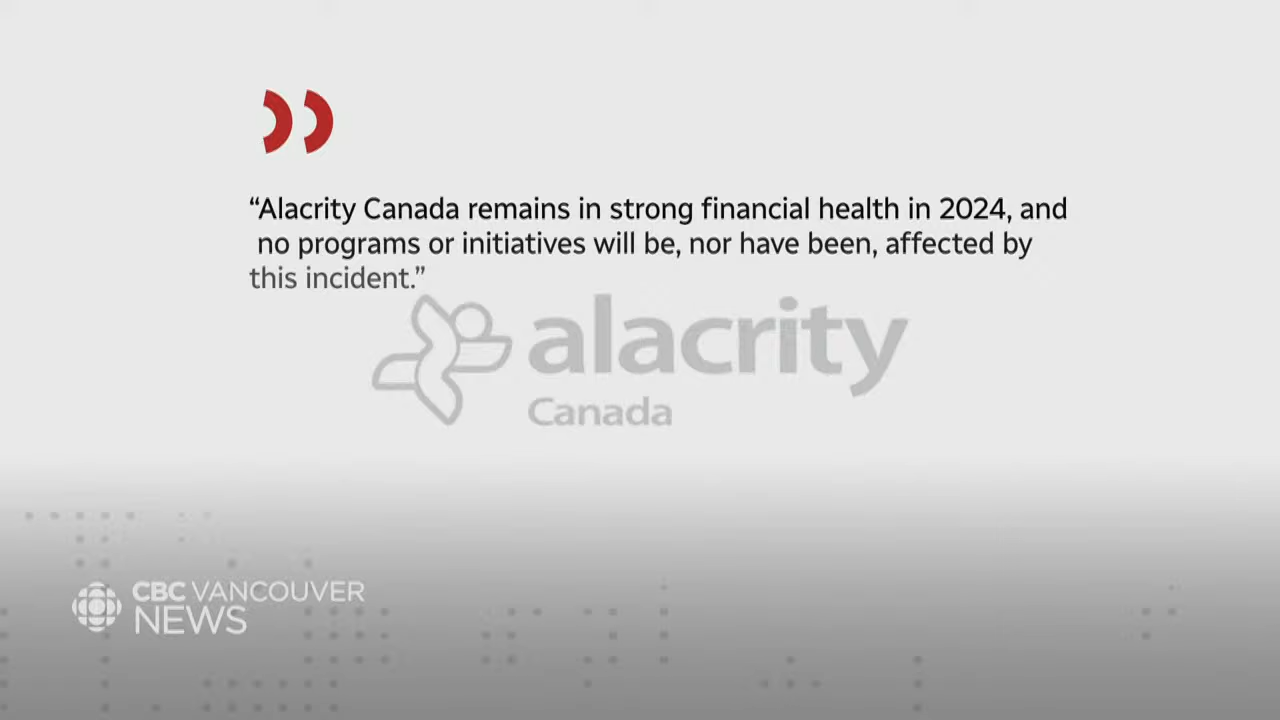 “Alacrity Canada remains in strong financial health in 2024, and
no programs or initiatives will be, nor have been, affected by
this incident.”
alacrity
Canada
CBC VANCOUVER
NEWS